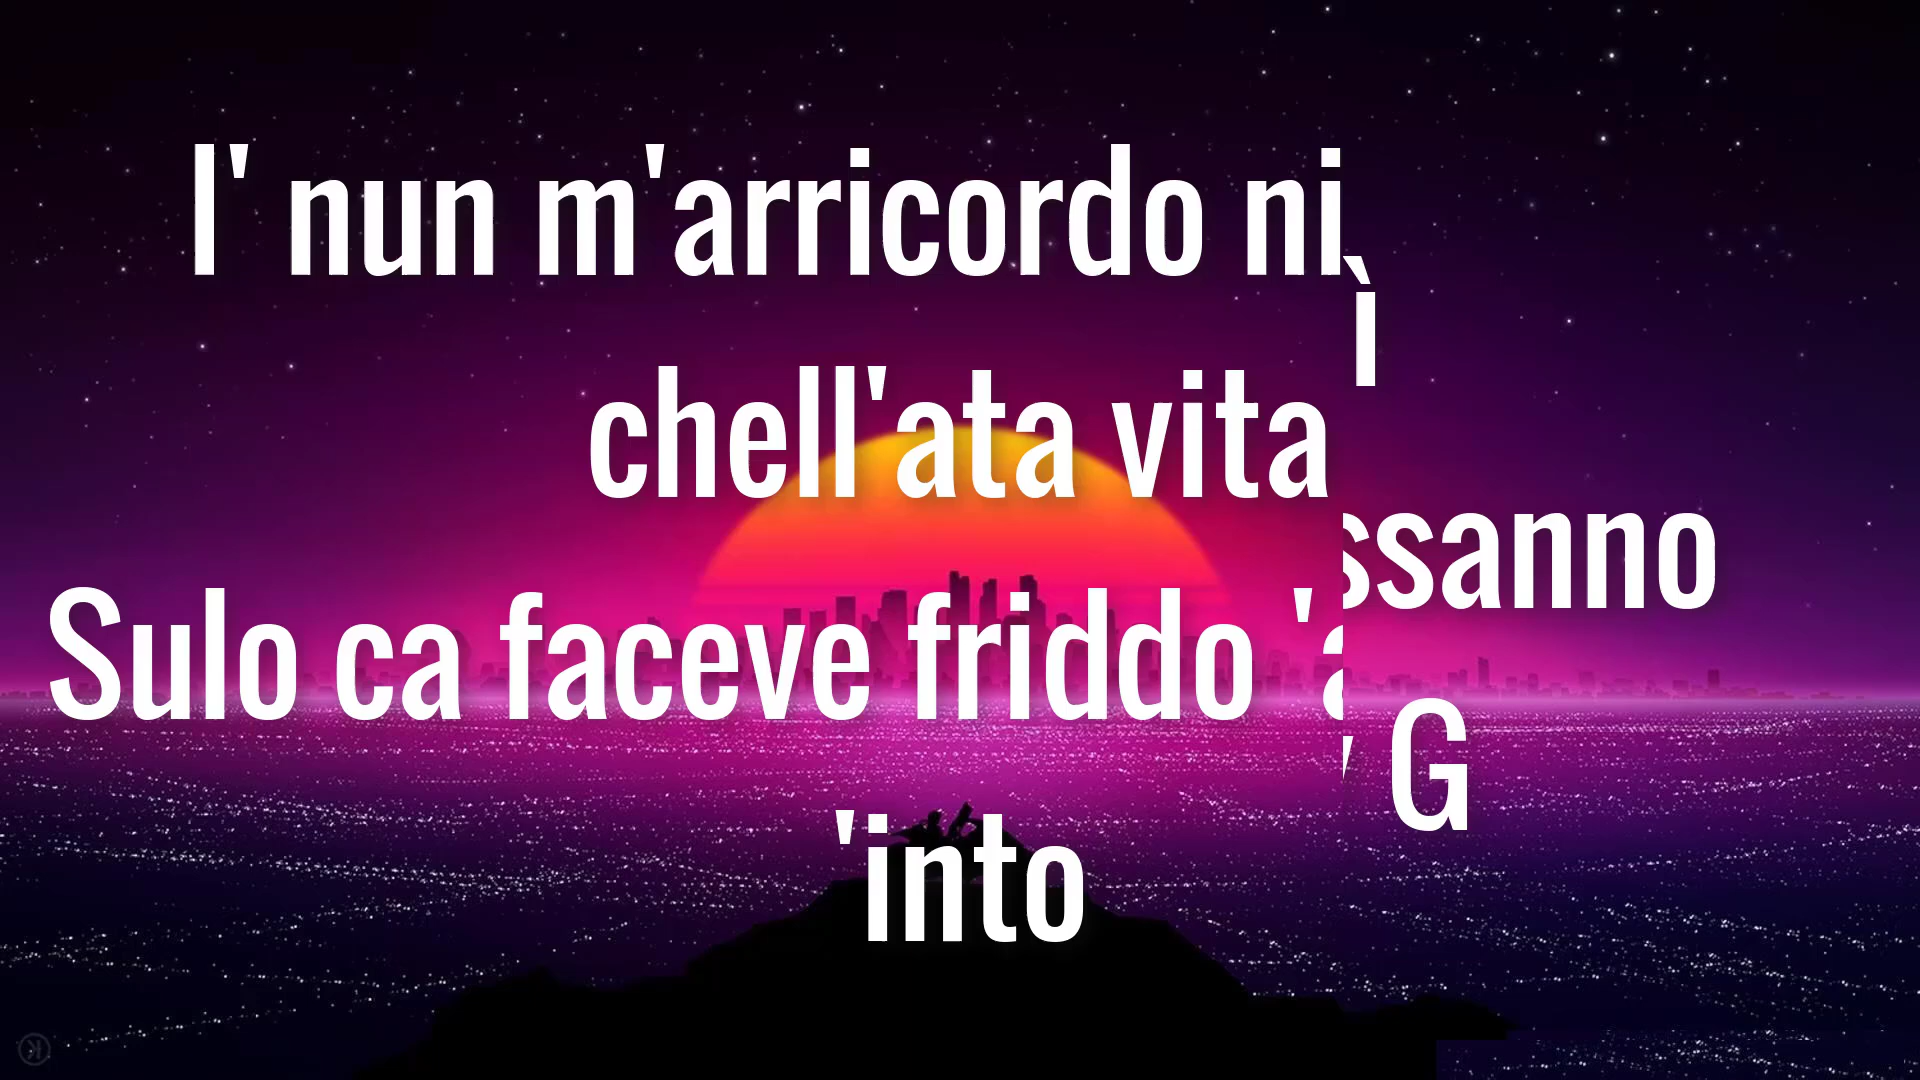 I' nun m'arricordo ni
ì
chell'ata vita
ssanno
Sulo ca faceve friddo 'a
G
'into